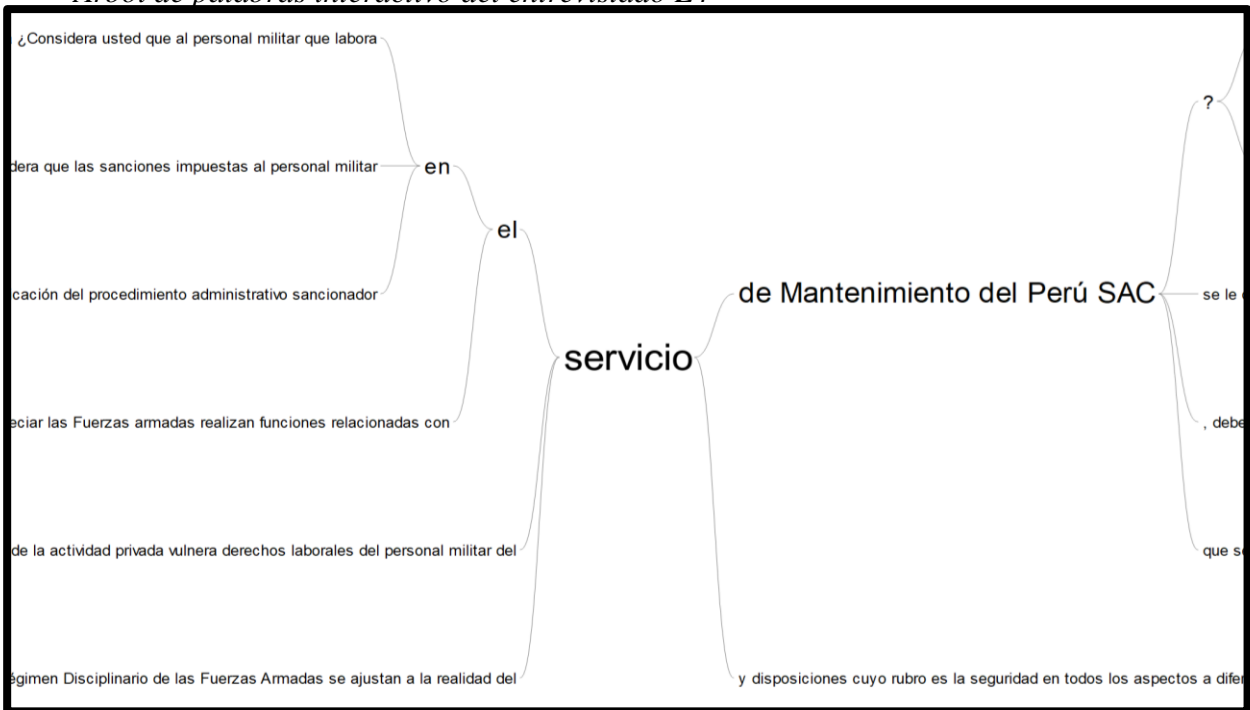 Árbol de palabras interactivo del entrevistado E4
¿Considera usted que al personal militar que labora
?
dera que las sanciones impuestas al personal militar
en
el
cación del procedimiento administrativo sancionador
de Mantenimiento del Perú SAC
se le
servicio
eciar las Fuerzas armadas realizan funciones relacionadas con
, debe
de la actividad privada vulnera derechos laborales del personal militar del
que se
égimen Disciplinario de las Fuerzas Armadas se ajustan a la realidad del
y disposiciones cuyo rubro es la seguridad en todos los aspectos a difer